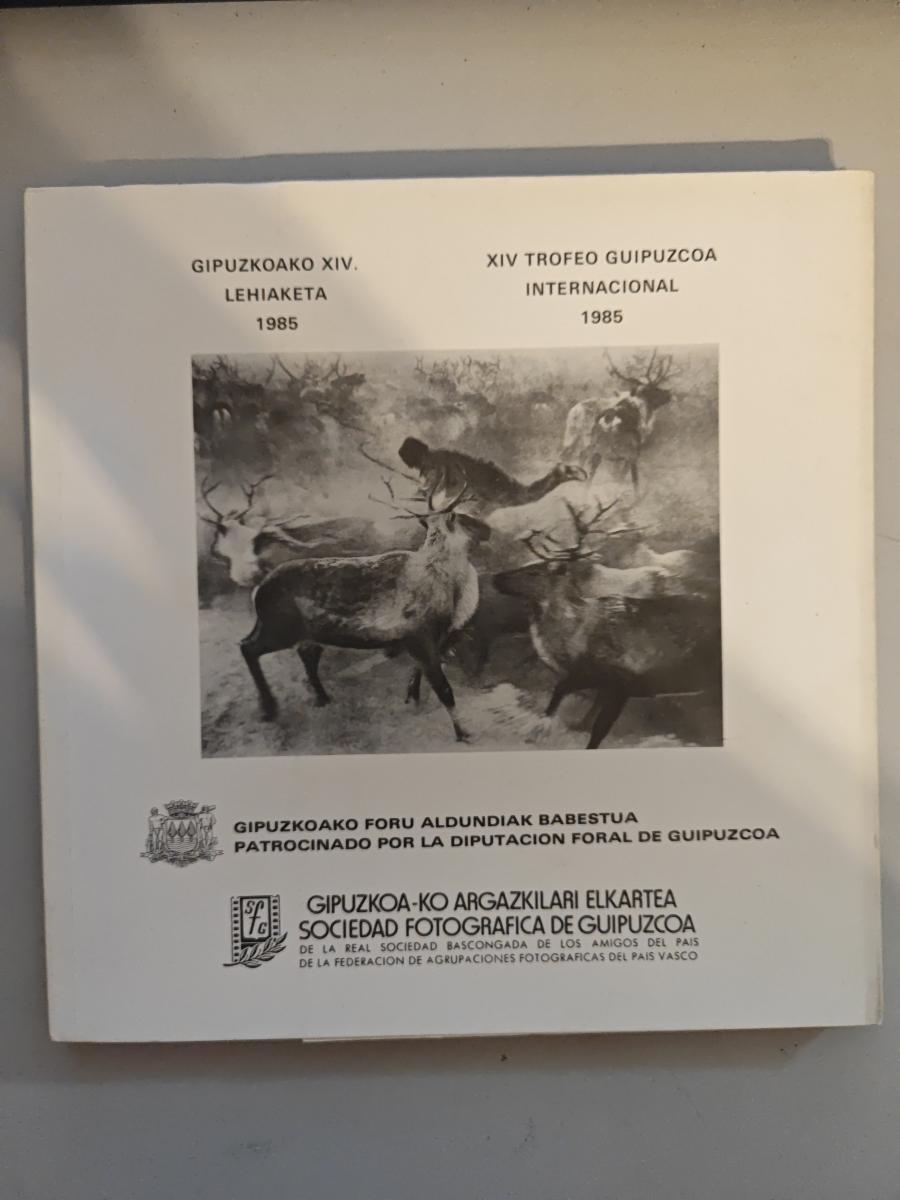 GIPUZKOAKO XIV.
LEHIAKETA
1985
XIV TROFEO GUIPUZCOA
INTERNACIONAL
1985
GIPUZKOAKO FORU ALDUNDIAK BABESTUA
PATROCINADO POR LA DIPUTACION FORAL DE GUIPUZCOA
SFG
GIPUZKOA-KO ARGAZKILARI ELKARTEA
SOCIEDAD FOTOGRAFICA DE GUIPUZCOA
DE LA REAL SOCIEDAD BASCONGADA DE LOS AMIGOS DEL PAIS
DE LA FEDERACION DE AGRUPACIONES FOTOGRAFICAS DEL PAIS VASCO